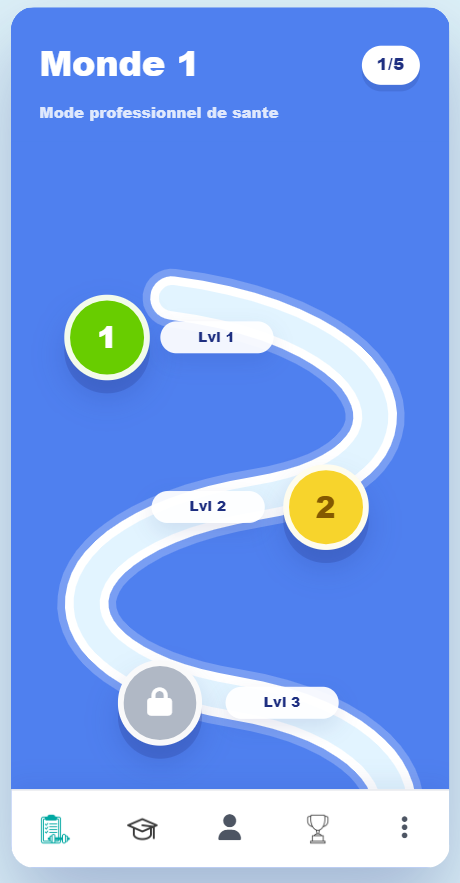 Monde 1
1/5
Mode professionnel de sante
1
Lvl 1
Lvl 2
2
Lvl 3